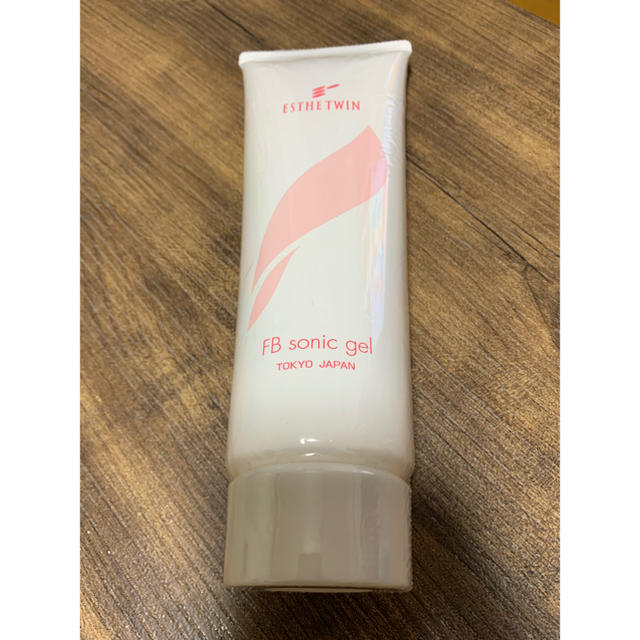 ESTHETWIN
FB sonic gel
TOKYO JAPAN